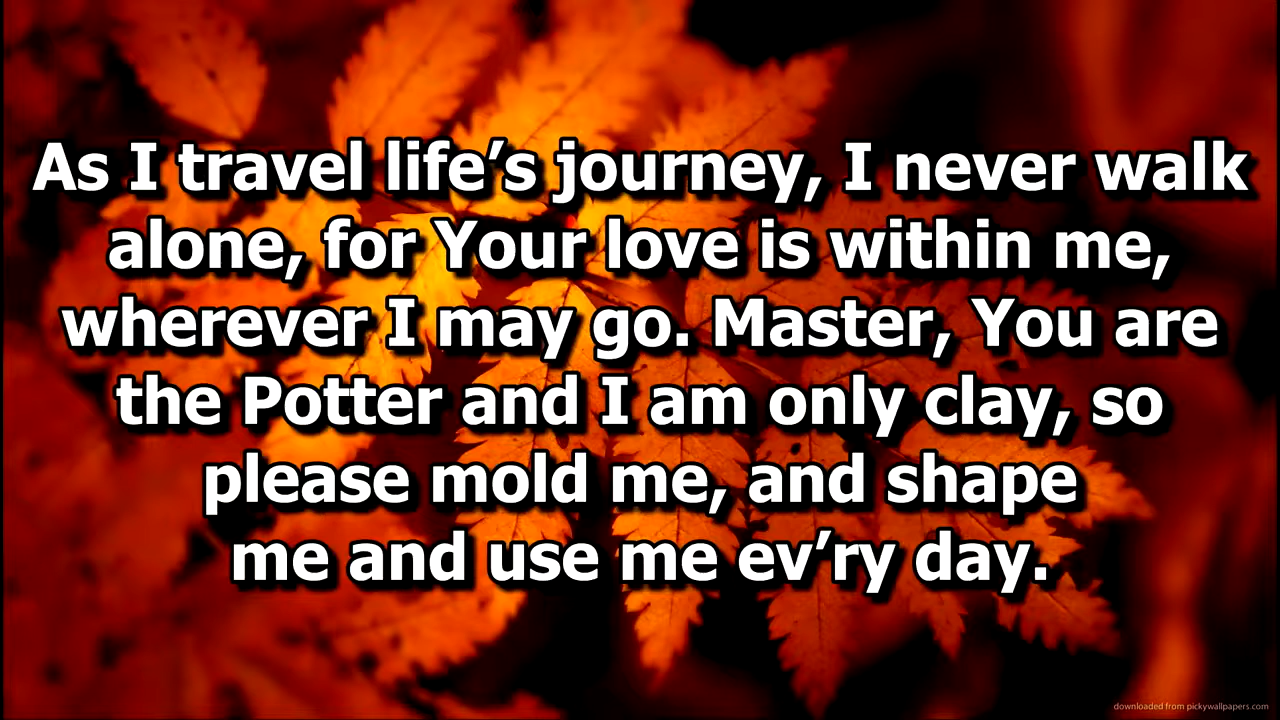 As I travel life’s journey, I never walk
alone, for Your love is within me,
wherever I may go. Master, You are
the Potter and I am only clay, so
please mold me, and shape
me and use me ev’ry day.
downloaded from pickywallpapers.com